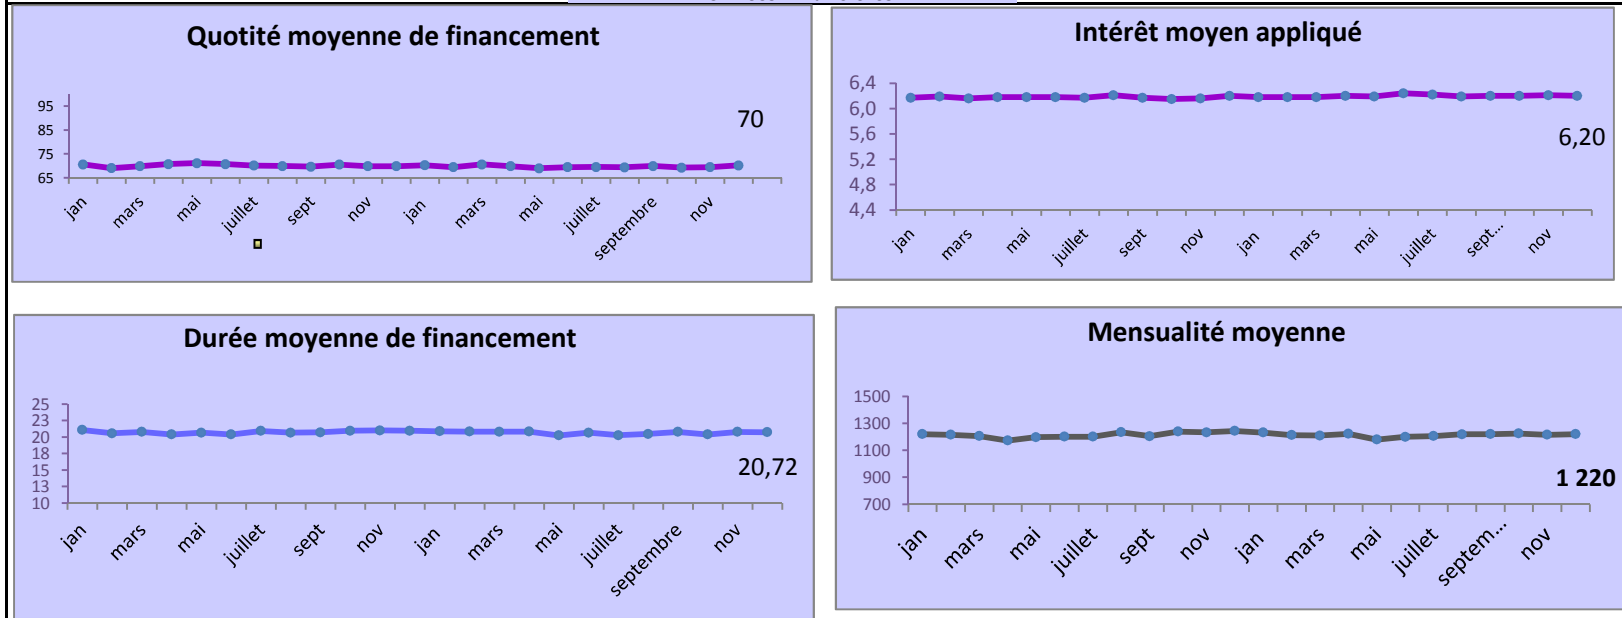 Quotité moyenne de financement
95
85
75
65
70
jan
mars
mai
juillet
sept
nov
jan
mars
mai
juillet
septembre
nov
Intérêt moyen appliqué
6,4
6,0
5,6
5,2
4,8
4,4
6,20
jan
mars
mai
juillet
sept
nov
jan
mars
mai
juillet
sept...
nov
Durée moyenne de financement
25
23
20
18
15
13
10
20,72
jan
mars
mai
juillet
sept
nov
jan
mars
mai
juillet
septembre
nov
Mensualité moyenne
1500
1300
1100
900
700
1 220
jan
mars
mai
juillet
sept
nov
jan
mars
mai
juillet
septem...
nov